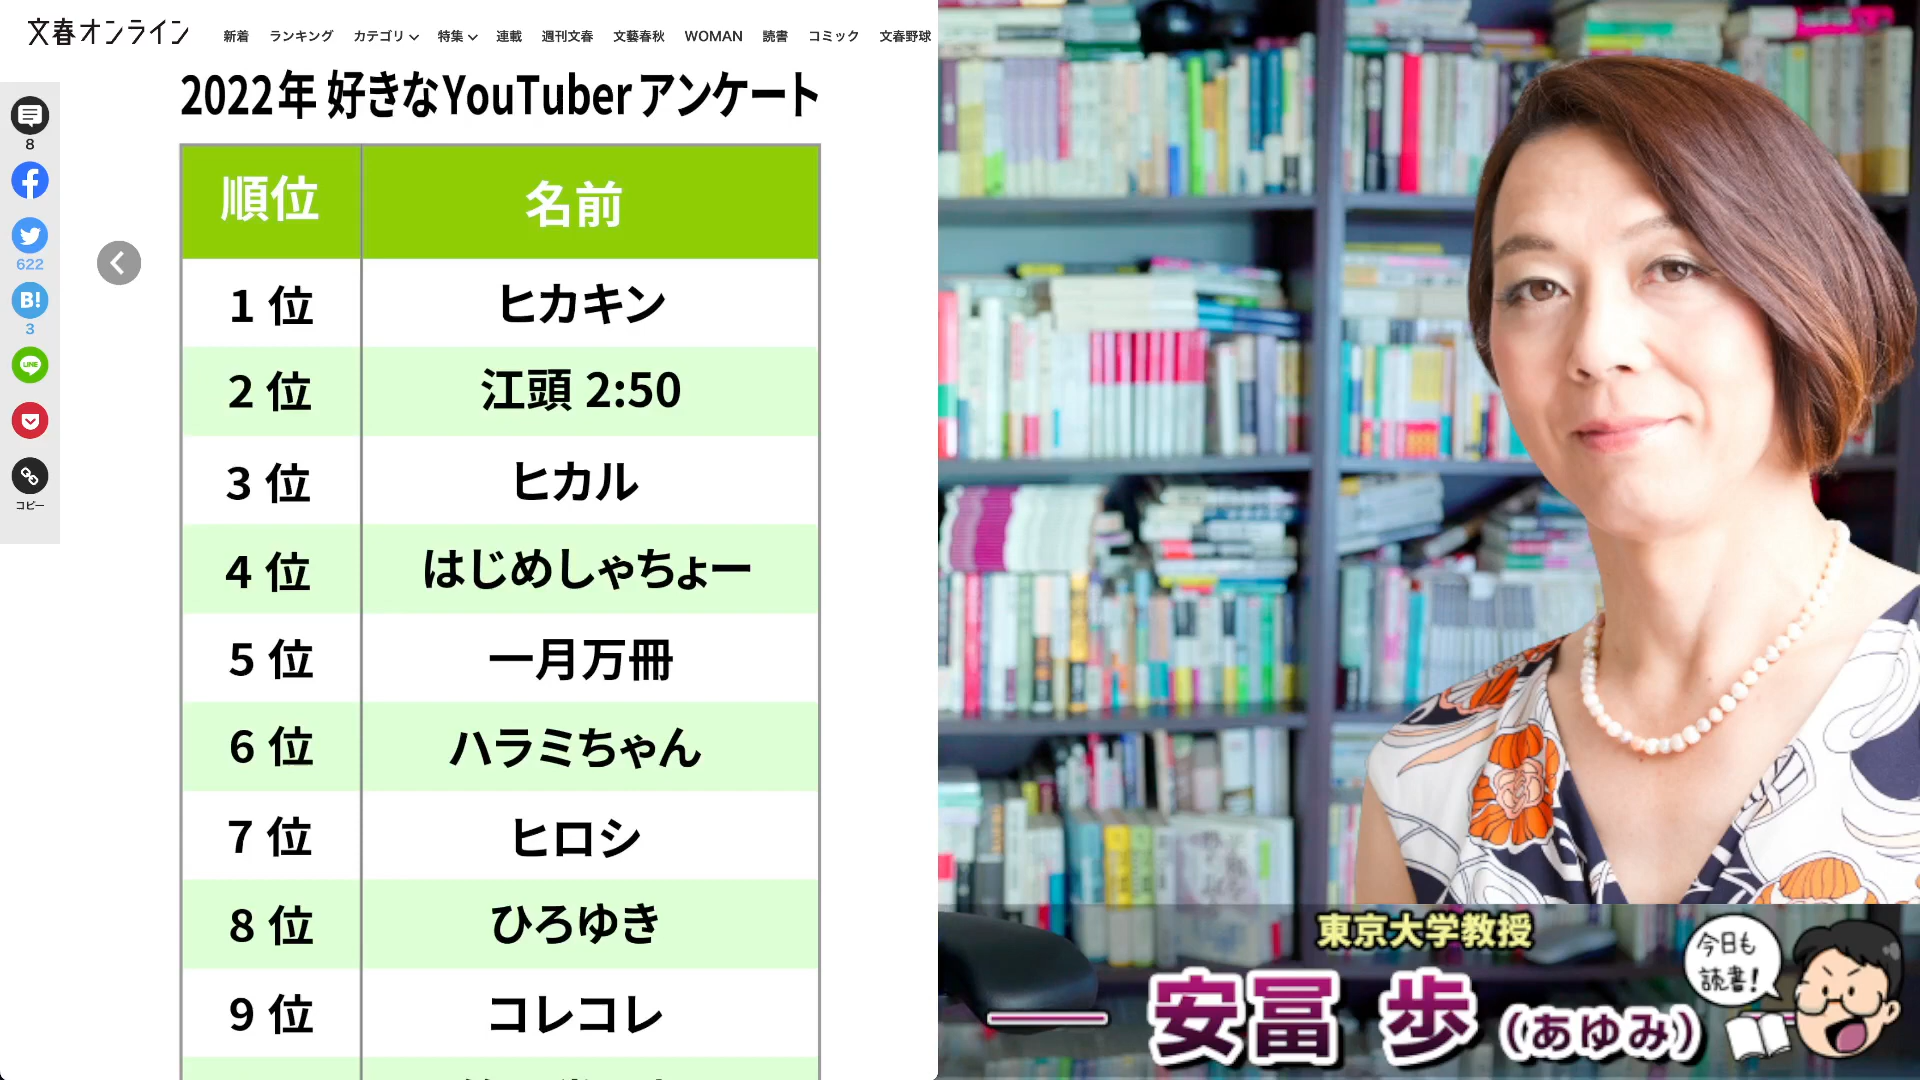 文春オンライン
新着 ランキング カテゴリ 特集 連載 週刊文春 文藝春秋 WOMAN 読書 コミック 文春野球
2022年 好きなYouTuberアンケート
順位 名前
1位 ヒカキン
2位 江頭 2:50
3位 ヒカル
4位 はじめしゃちょー
5位 一月万冊
6位 ハラミちゃん
7位 ヒロシ
8位 ひろゆき
9位 コレコレ
8
622
B!
3
LINE
コピー
東京大学教授
安冨 歩 (あゆみ)
今日も
読書!